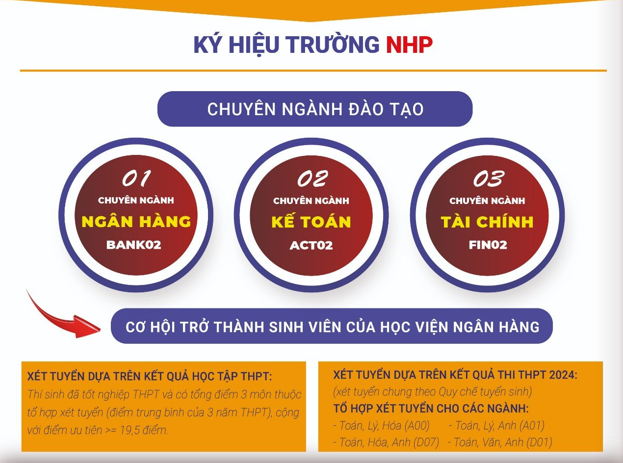 KÝ HIỆU TRƯỜNG NHP
CHUYÊN NGÀNH ĐÀO TẠO
01
CHUYÊN NGÀNH
NGÂN HÀNG
BANK02
02
CHUYÊN NGÀNH
KẾ TOÁN
ACT02
03
CHUYÊN NGÀNH
TÀI CHÍNH
FIN02
CƠ HỘI TRỞ THÀNH SINH VIÊN CỦA HỌC VIỆN NGÂN HÀNG
XÉT TUYỂN DỰA TRÊN KẾT QUẢ HỌC TẬP THPT:
Thí sinh đã tốt nghiệp THPT và có tổng điểm 3 môn thuộc
tổ hợp xét tuyển (điểm trung bình của 3 năm THPT), cộng
với điểm ưu tiên >= 19,5 điểm.
XÉT TUYỂN DỰA TRÊN KẾT QUẢ THI THPT 2024:
(xét tuyển chung theo Quy chế tuyển sinh)
TỔ HỢP XÉT TUYỂN CHO CÁC NGÀNH:
- Toán, Lý, Hóa (A00) - Toán, Lý, Anh (A01)
- Toán, Hóa, Anh (D07) - Toán, Văn, Anh (D01)